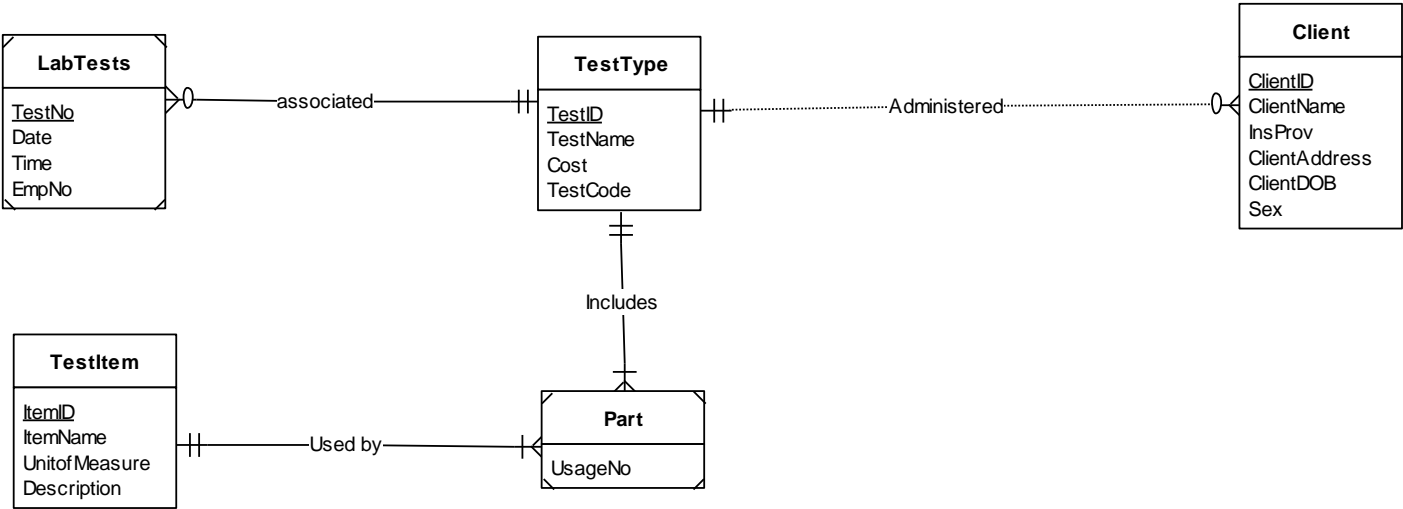 LabTests
TestNo
Date
Time
EmpNo
associated
TestType
TestID
TestName
Cost
TestCode
Administered
Client
ClientID
ClientName
InsProv
ClientAddress
ClientDOB
Sex
Includes
TestItem
ItemID
ItemName
UnitofMeasure
Description
Used by
Part
UsageNo